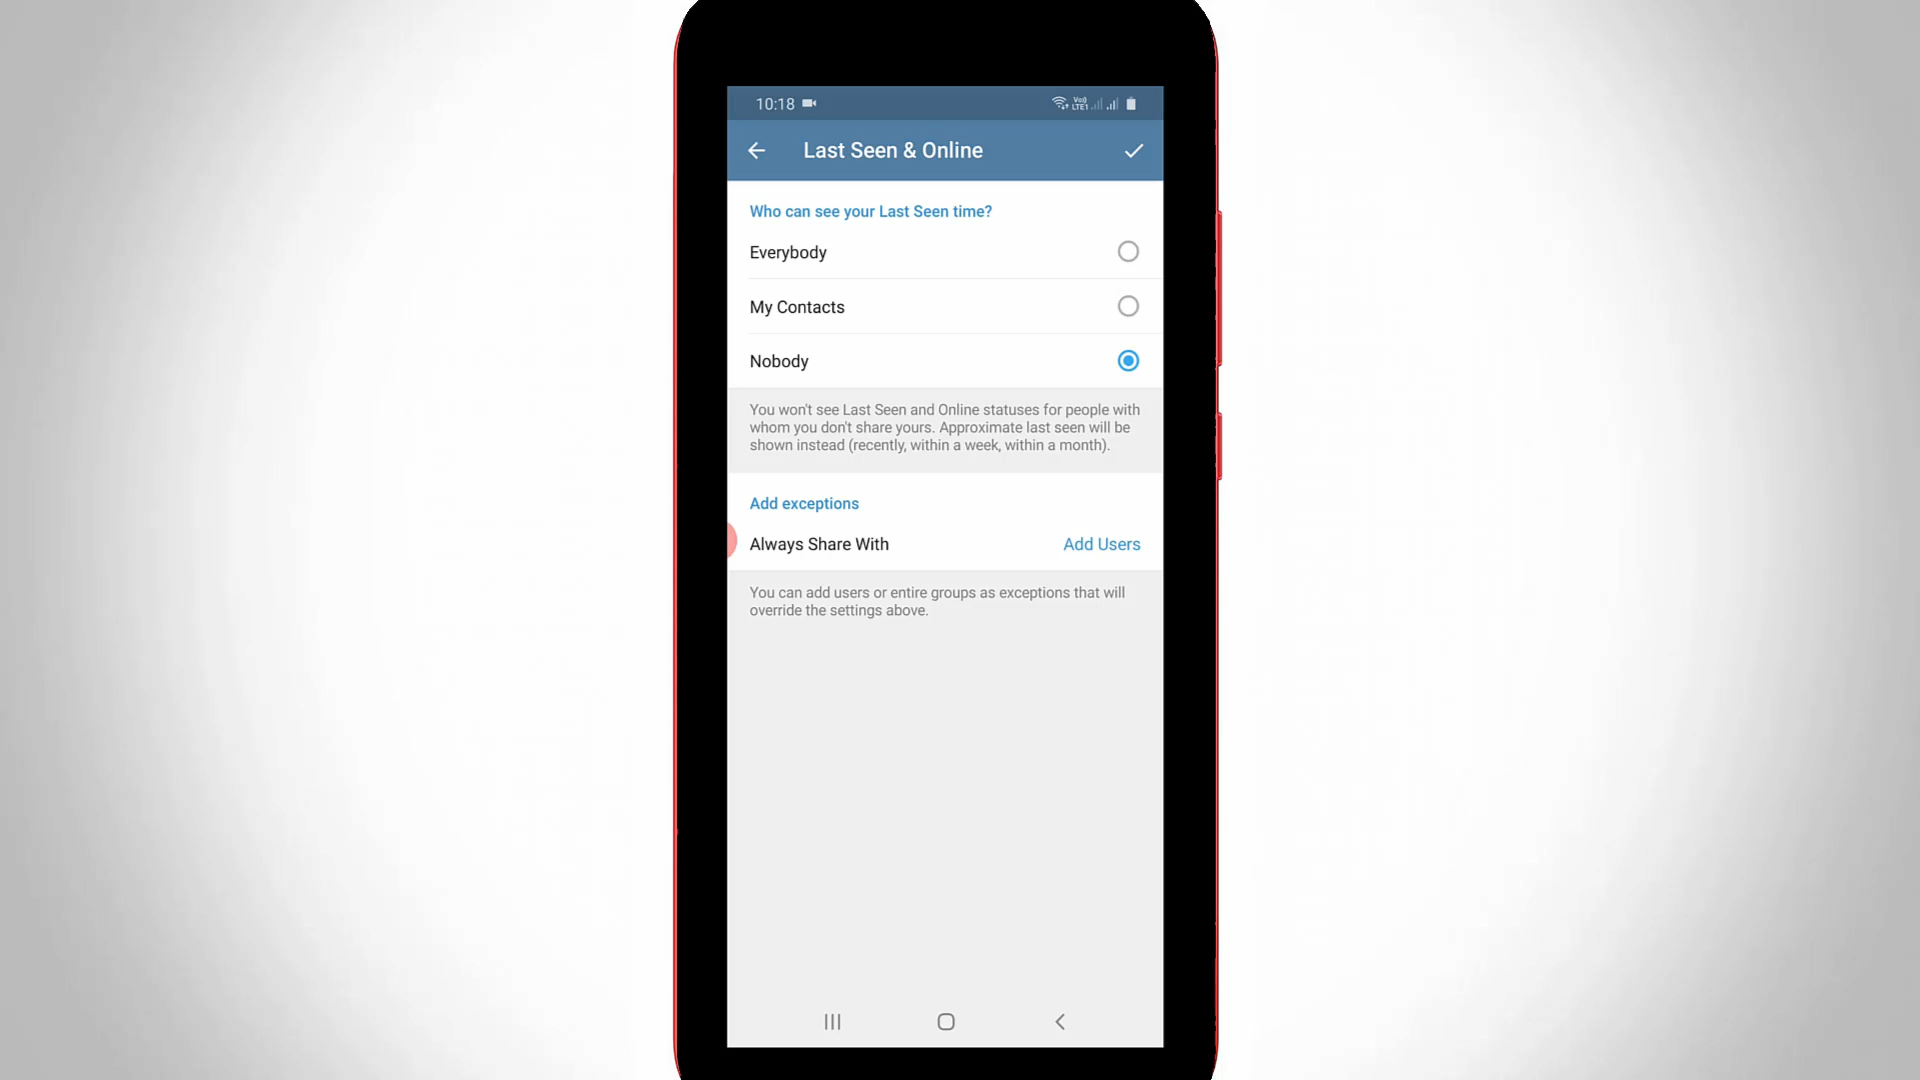 10:18
Vo))
LTE1
Last Seen & Online
Who can see your Last Seen time?
Everybody
My Contacts
Nobody
You won't see Last Seen and Online statuses for people with
whom you don't share yours. Approximate last seen will be
shown instead (recently, within a week, within a month).
Add exceptions
Always Share With
Add Users
You can add users or entire groups as exceptions that will
override the settings above.